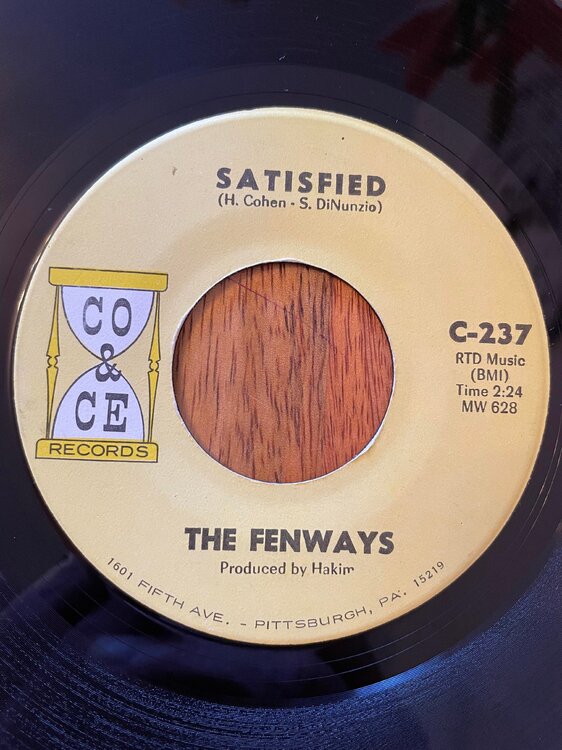 SATISFIED
(H. Cohen - S. DiNunzio)
CO
&
CE
RECORDS
C-237
RTD Music
(BMI)
Time 2:24
MW 628
THE FENWAYS
Produced by Hakim
1601 FIFTH AVE. - PITTSBURGH, PA. 15219